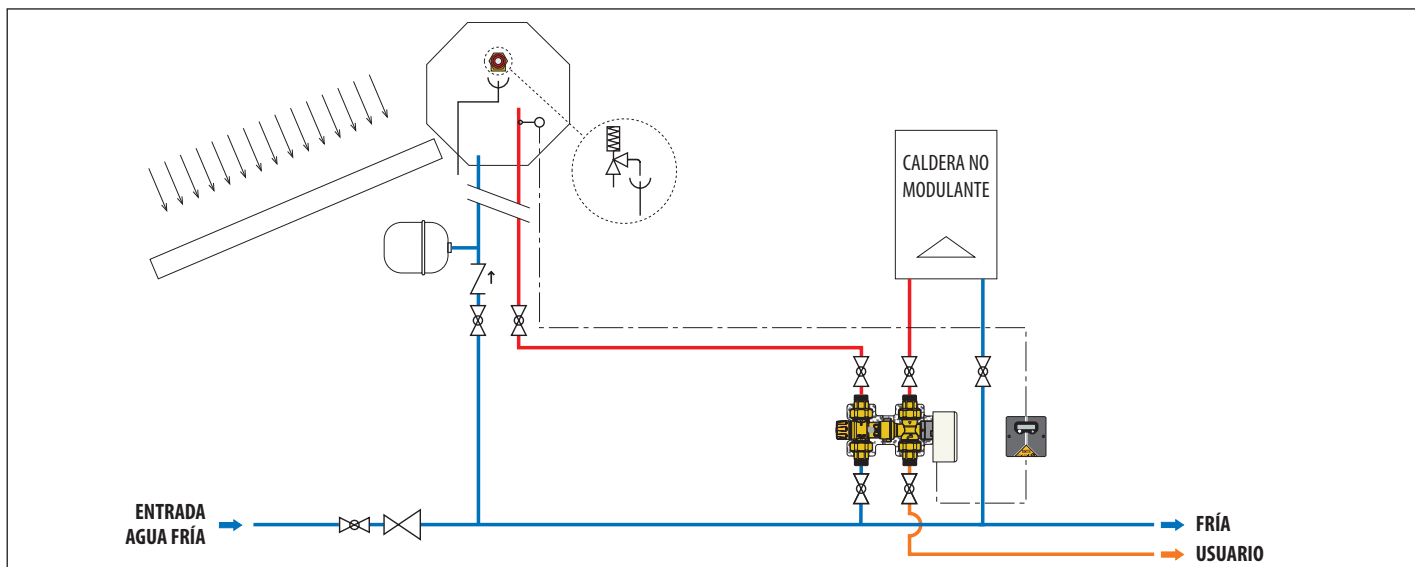 CALDERA NO
MODULANTE
ENTRADA
AGUA FRÍA
FRÍA
USUARIO